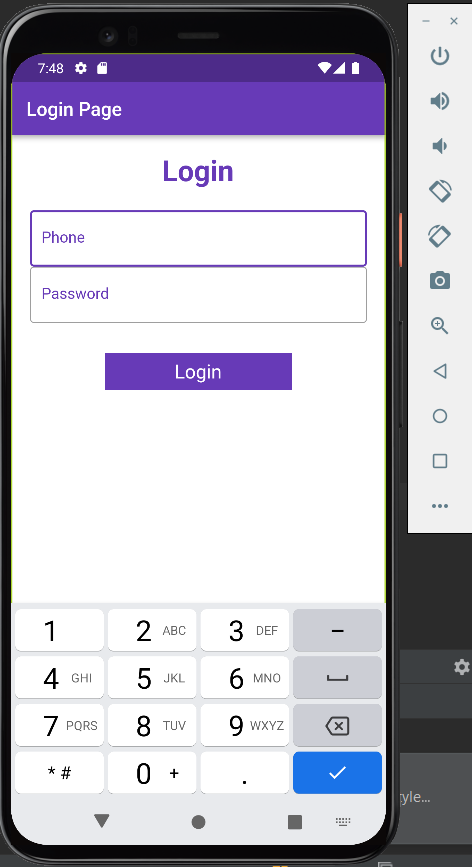 7:48
Login Page
Login
Phone
Password
Login
1
2 ABC
3 DEF
–
4 GHI
5 JKL
6 MNO
7 PQRS
8 TUV
9 WXYZ
* #
0 +
.
tyle...